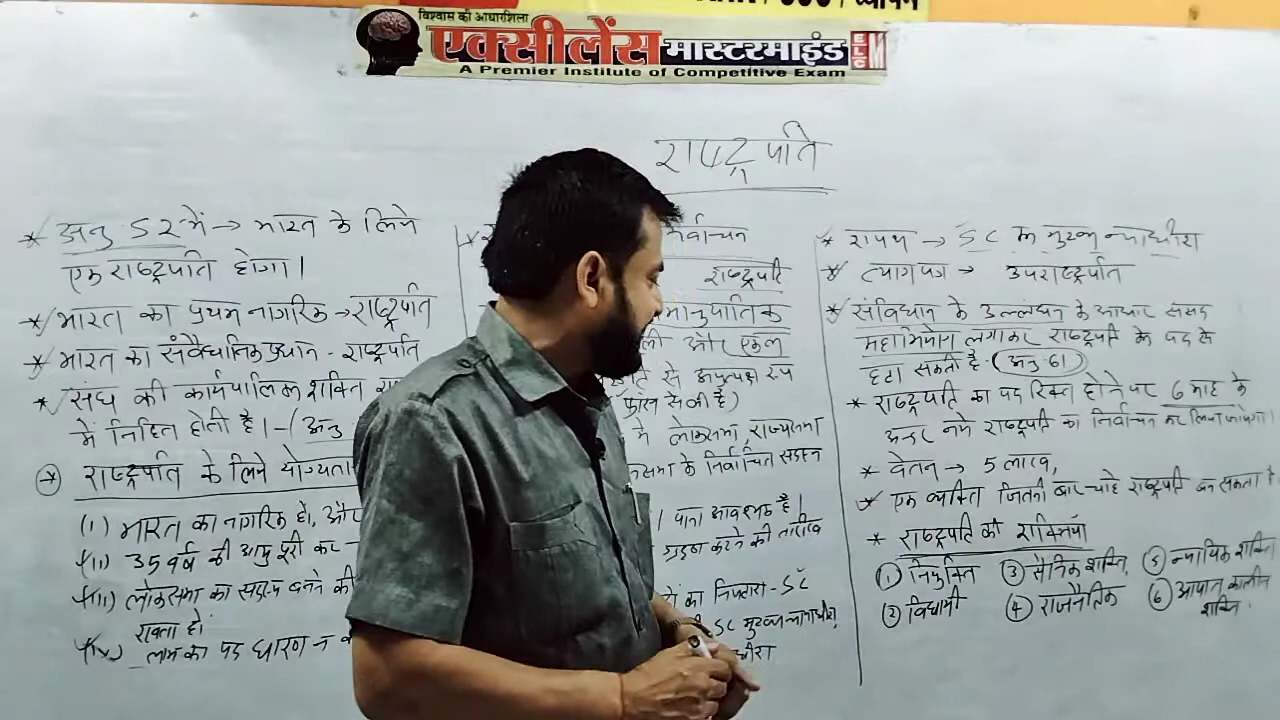 विश्वास की आधारशिला
एक्सीलेंस मास्टरमाइंड ELC M
A Premier Institute of Competitive Exam
राष्ट्रपति
* अनु. 52 में → भारत के लिये
एक राष्ट्रपति होगा।
* भारत का प्रथम नागरिक → राष्ट्रपति
* भारत का संवैधानिक प्रधान - राष्ट्रपति
* संघ की कार्यपालिका शक्ति
में निहित होती है। - (अनु
* राष्ट्रपति के लिये योग्यता
(i) भारत का नागरिक हो,
(ii) 35 वर्ष की आयु पूरी कर
(iii) लोकसभा का सदस्य बनने की
रखता हो
(iv) लाभ का पद धारण न
*
राष्ट्रपति
और एकल
से अप्रत्यक्ष रूप
से ली है)
में लोकसभा, राज्यसभा
के निर्वाचित सदस्य
पाना आवश्यक है।
ग्रहण करने की तारीख
का निपटारा - SC
SC मुख्य न्यायाधीश,
* शपथ → SC का मुख्य न्यायाधीश
* त्यागपत्र → उपराष्ट्रपति
* संविधान के उल्लंघन के आधार संसद
महाभियोग लगाकर राष्ट्रपति के पद से
हटा सकती है - (अनु. 61)
* राष्ट्रपति का पद रिक्त होने पर 6 माह के
अन्दर नये राष्ट्रपति का निर्वाचन कर लिया जायेगा।
* वेतन → 5 लाख,
* एक व्यक्ति जितनी बार चाहे राष्ट्रपति बन सकता है
* राष्ट्रपति की शक्तियाँ
① नियुक्ति ③ सैनिक शक्ति, ⑤ न्यायिक शक्ति
② विधायी ④ राजनैतिक ⑥ आपात कालीन
शक्ति.